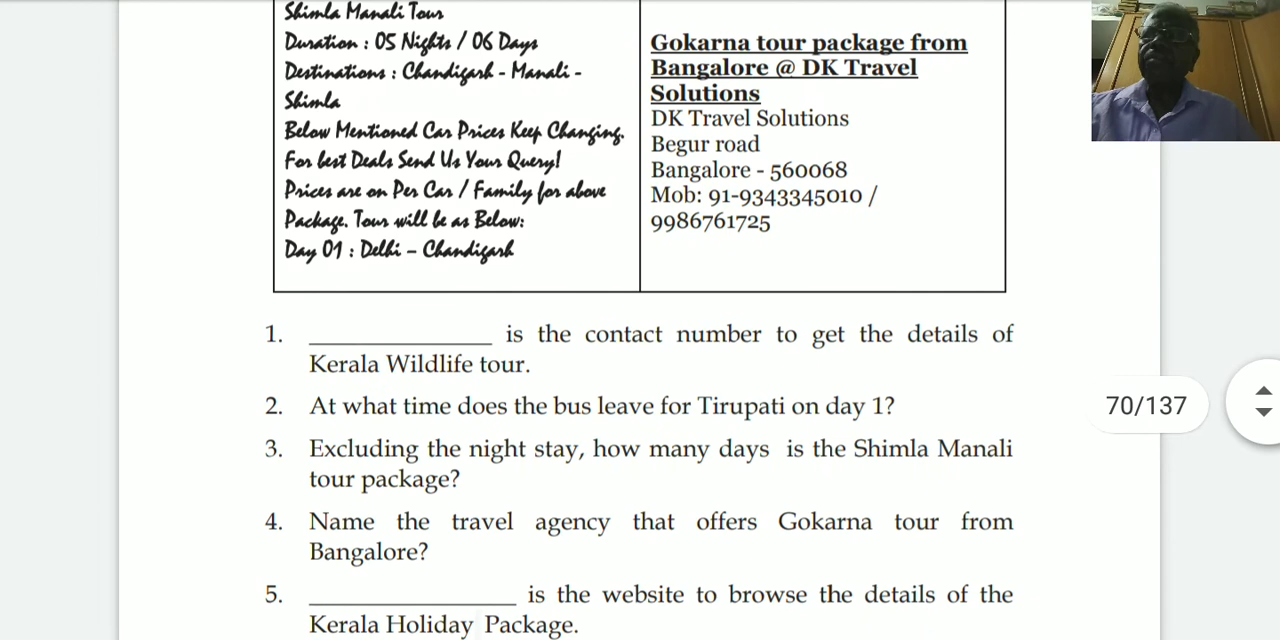 Shimla Manali Tour
Duration : 05 Nights / 06 Days
Destinations : Chandigarh - Manali -
Shimla
Below Mentioned Car Prices Keep Changing.
For best Deals Send Us Your Query!
Prices are on Per Car / Family for above
Package. Tour will be as Below:
Day 01 : Delhi – Chandigarh
Gokarna tour package from
Bangalore @ DK Travel
Solutions
DK Travel Solutions
Begur road
Bangalore - 560068
Mob: 91-9343345010 /
9986761725
1. ______________ is the contact number to get the details of
Kerala Wildlife tour.
2. At what time does the bus leave for Tirupati on day 1?
3. Excluding the night stay, how many days is the Shimla Manali
tour package?
4. Name the travel agency that offers Gokarna tour from
Bangalore?
5. ________________ is the website to browse the details of the
Kerala Holiday Package.
70/137